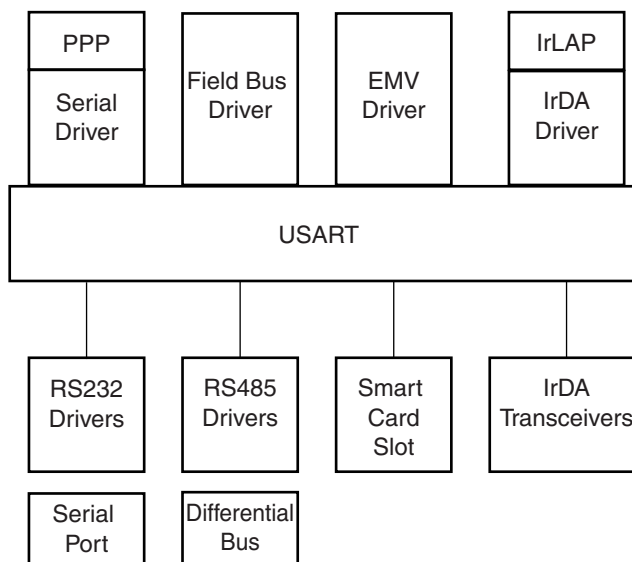 PPP
Serial
Driver
Field Bus
Driver
EMV
Driver
IrLAP
IrDA
Driver
USART
RS232
Drivers
RS485
Drivers
Smart
Card
Slot
IrDA
Transceivers
Serial
Port
Differential
Bus